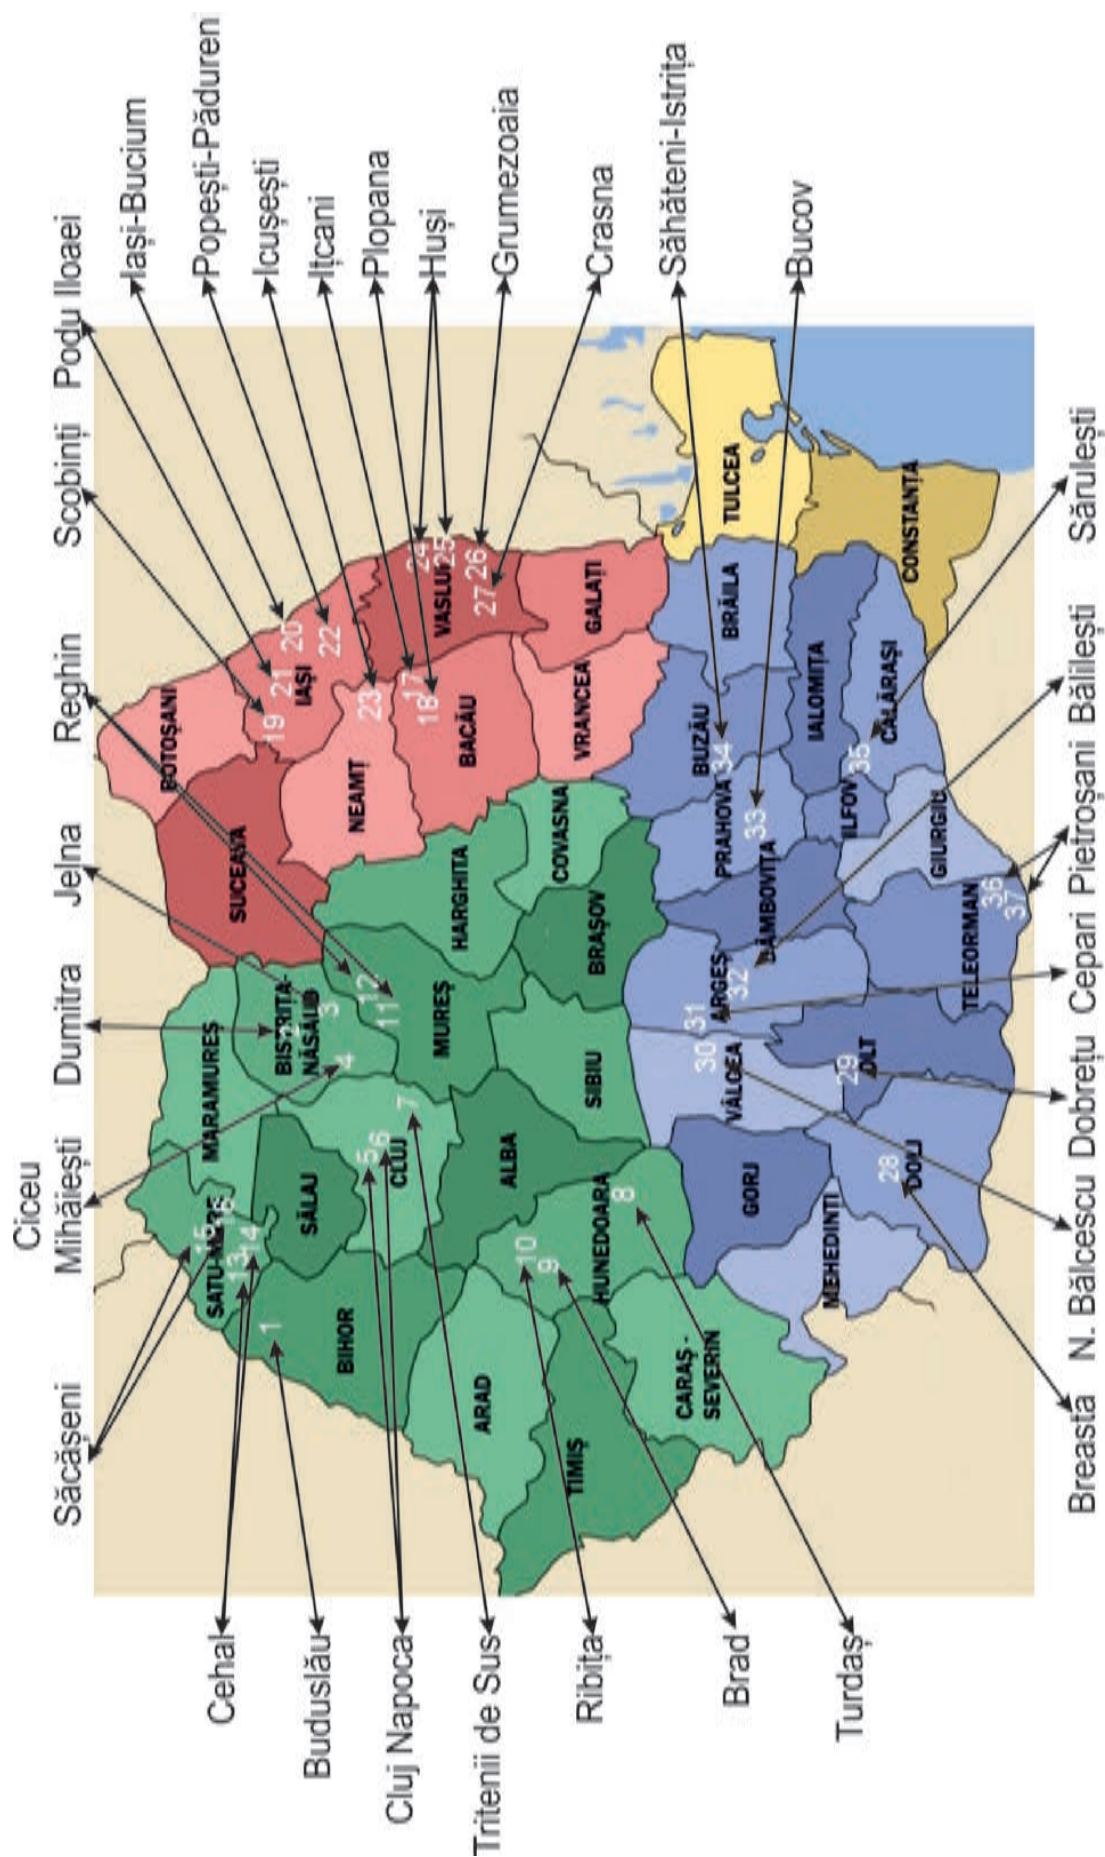 Ciceu
Săcășeni
Mihăiești
Dumitra
Jelna
Reghin
Scobinți
Podu Iloaei
Iași-Bucium
Popești-Păduren
Icușești
Ițcani
Plopana
Huși
Grumezoaia
Crasna
Săhăteni-Istrița
Bucov
Cehal
Buduslău
Cluj Napoca
Tritenii de Sus
Ribița
Brad
Turdaș
Breasta
N. Bălcescu
Dobrețu
Cepari
Pietroșani
Bălilești
Sărulești
BOTOȘANI
SUCEAVA
IAȘI
NEAMȚ
BACĂU
VASLUI
VRANCEA
GALAȚI
MARAMUREȘ
SATU-MARE
BISTRIȚA-
NĂSAUD
SĂLAJ
BIHOR
CLUJ
MUREȘ
HARGHITA
COVASNA
BRAȘOV
SIBIU
ALBA
ARAD
HUNEDOARA
TIMIȘ
CARAȘ-
SEVERIN
GORJ
MEHEDINȚI
VÂLCEA
DOLJ
OLT
ARGEȘ
DÂMBOVIȚA
TELEORMAN
GIURGIU
PRAHOVA
BUZĂU
BRĂILA
IALOMIȚA
ILFOV
CĂLĂRAȘI
TULCEA
CONSTANȚA
1
3
4
5
6
7
8
9
10
11
12
13
14
15
16
17
18
19
20
21
22
23
24
25
26
27
28
29
30
31
32
33
34
35
36
37